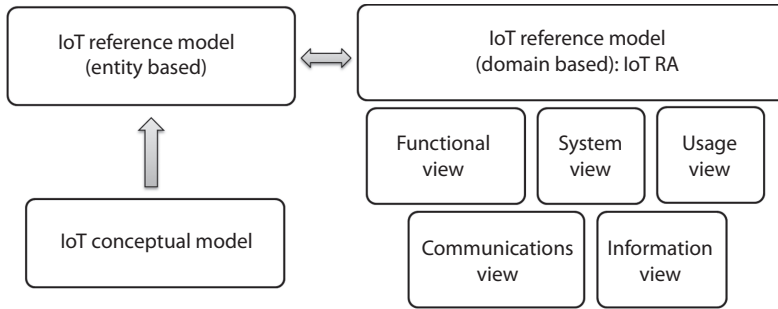 IoT reference model
(entity based)
IoT reference model
(domain based): IoT RA
Functional
view
System
view
Usage
view
IoT conceptual model
Communications
view
Information
view